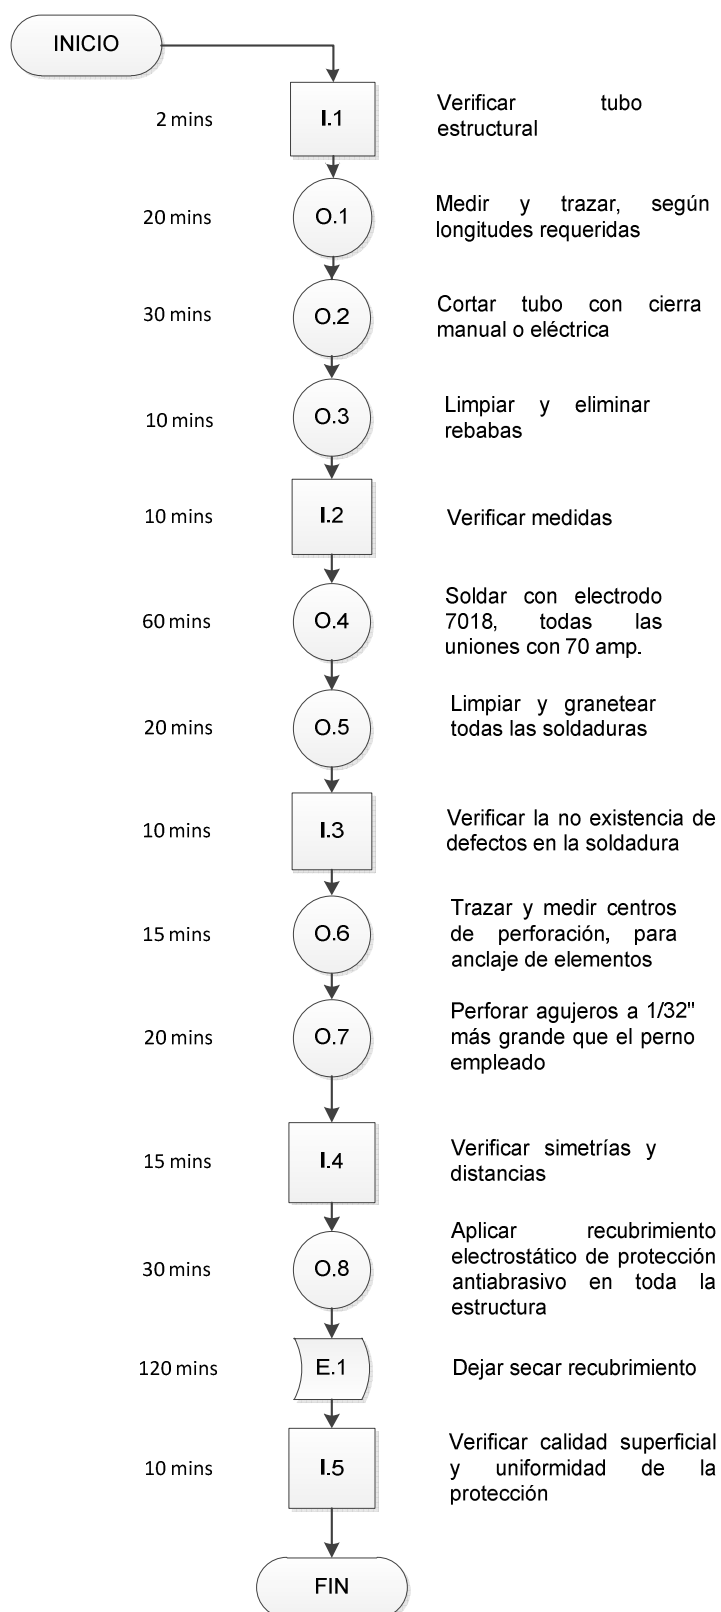 INICIO
2 mins
I.1
Verificar tubo
estructural
20 mins
O.1
Medir y trazar, según
longitudes requeridas
30 mins
O.2
Cortar tubo con cierra
manual o eléctrica
10 mins
O.3
Limpiar y eliminar
rebabas
10 mins
I.2
Verificar medidas
60 mins
O.4
Soldar con electrodo
7018, todas las
uniones con 70 amp.
20 mins
O.5
Limpiar y granetear
todas las soldaduras
10 mins
I.3
Verificar la no existencia de
defectos en la soldadura
15 mins
O.6
Trazar y medir centros
de perforación, para
anclaje de elementos
20 mins
O.7
Perforar agujeros a 1/32"
más grande que el perno
empleado
15 mins
I.4
Verificar simetrías y
distancias
30 mins
O.8
Aplicar recubrimiento
electrostático de protección
antiabrasivo en toda la
estructura
120 mins
E.1
Dejar secar recubrimiento
10 mins
I.5
Verificar calidad superficial
y uniformidad de la
protección
FIN